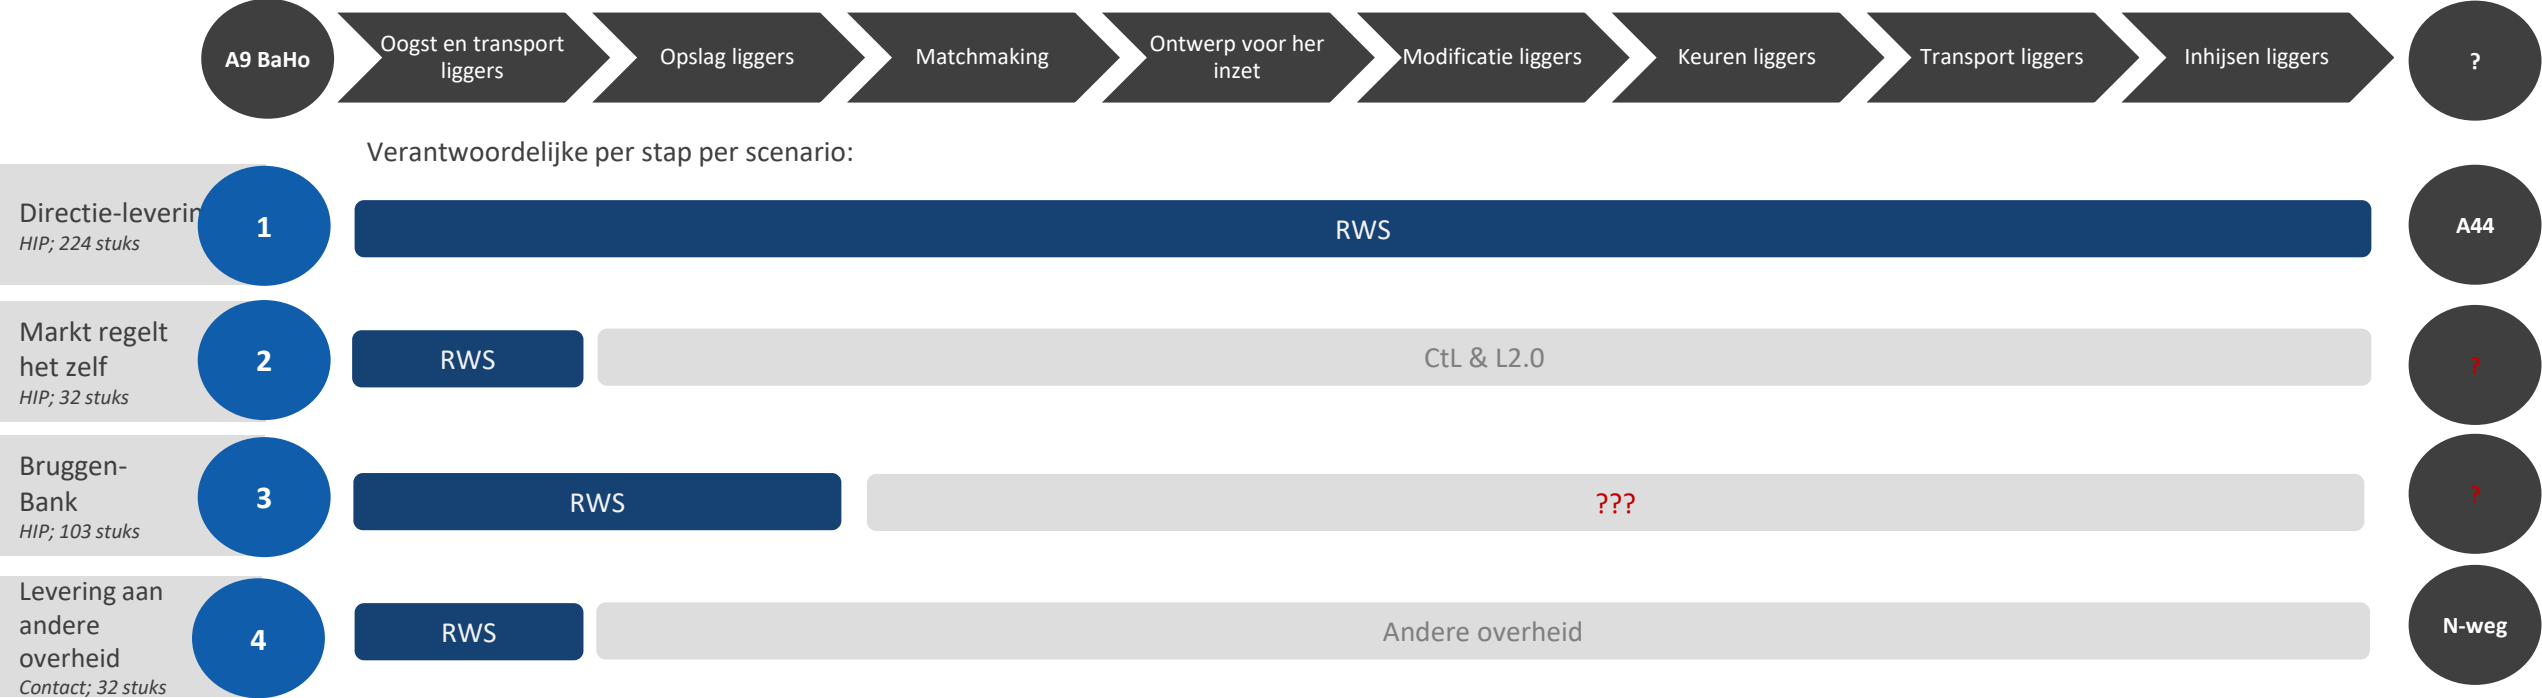 A9 BaHo
Oogst en transport
liggers
Opslag liggers
Matchmaking
Ontwerp voor her
inzet
Modificatie liggers
Keuren liggers
Transport liggers
Inhijsen liggers
?
Verantwoordelijke per stap per scenario:
Directie-leverin
HIP; 224 stuks
1
RWS
A44
Markt regelt
het zelf
HIP; 32 stuks
2
RWS
CtL & L2.0
?
Bruggen-
Bank
HIP; 103 stuks
3
RWS
???
?
Levering aan
andere
overheid
Contact; 32 stuks
4
RWS
Andere overheid
N-weg